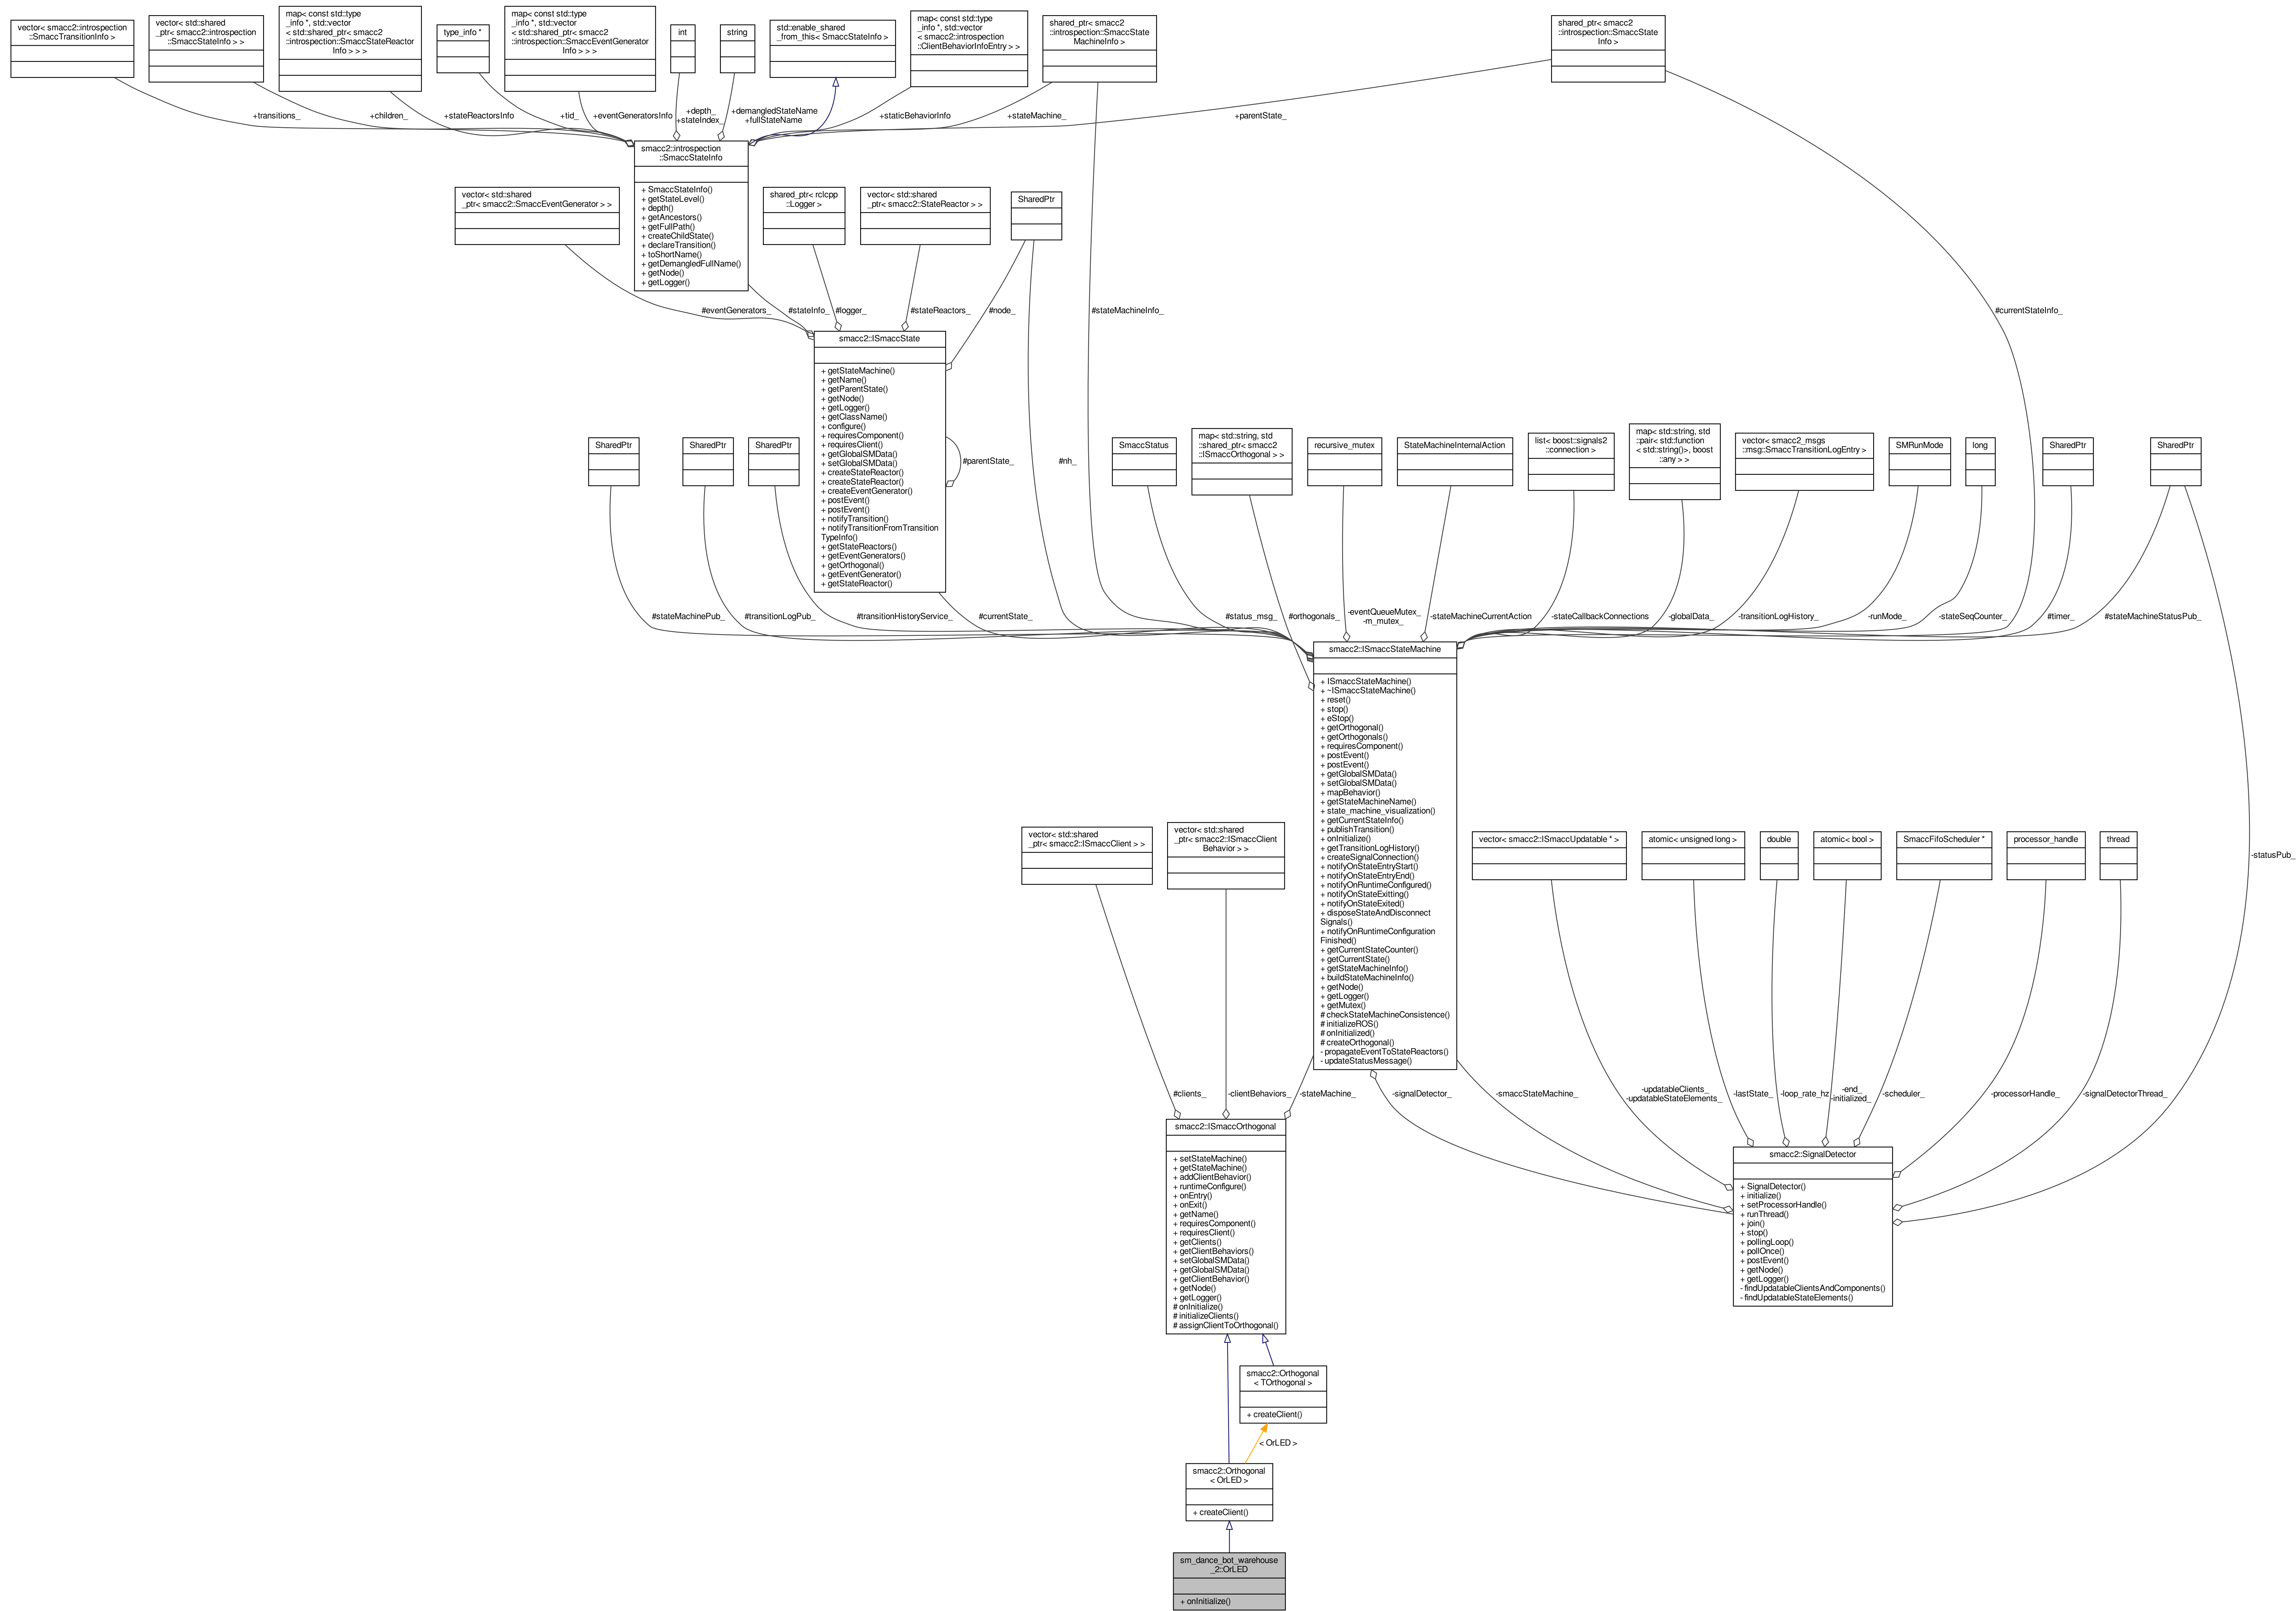 vector< smacc2::introspection
::SmaccTransitionInfo >
vector< std::shared
_ptr< smacc2::introspection
::SmaccStateInfo > >
map< const std::type
_info *, std::vector
< std::shared_ptr< smacc2
::introspection::SmaccStateReactor
Info > > >
type_info *
map< const std::type
_info *, std::vector
< std::shared_ptr< smacc2
::introspection::SmaccEventGenerator
Info > > >
int
string
std::enable_shared
_from_this< SmaccStateInfo >
map< const std::type
_info *, std::vector
< smacc2::introspection
::ClientBehaviorInfoEntry > >
shared_ptr< smacc2
::introspection::SmaccState
MachineInfo >
shared_ptr< smacc2
::introspection::SmaccState
Info >
+transitions_
+children_
+stateReactorsInfo
+tid_
+eventGeneratorsInfo
+depth_
+stateIndex_
+demangledStateName
+fullStateName
+staticBehaviorInfo
+stateMachine_
+parentState_
smacc2::introspection
::SmaccStateInfo
+ SmaccStateInfo()
+ getStateLevel()
+ depth()
+ getAncestors()
+ getFullPath()
+ createChildState()
+ declareTransition()
+ toShortName()
+ getDemangledFullName()
+ getNode()
+ getLogger()
vector< std::shared
_ptr< smacc2::SmaccEventGenerator > >
shared_ptr< rclcpp
::Logger >
vector< std::shared
_ptr< smacc2::StateReactor > >
SharedPtr
#eventGenerators_
#stateInfo_
#logger_
#stateReactors_
#node_
#stateMachineInfo_
#currentStateInfo_
smacc2::ISmaccState
+ getStateMachine()
+ getName()
+ getParentState()
+ getNode()
+ getLogger()
+ getClassName()
+ configure()
+ requiresComponent()
+ requiresClient()
+ getGlobalSMData()
+ setGlobalSMData()
+ createStateReactor()
+ createStateReactor()
+ createEventGenerator()
+ postEvent()
+ postEvent()
+ notifyTransition()
+ notifyTransitionFromTransition
TypeInfo()
+ getStateReactors()
+ getEventGenerators()
+ getOrthogonal()
+ getEventGenerator()
+ getStateReactor()
#parentState_
#nh_
SharedPtr
SharedPtr
SharedPtr
SmaccStatus
map< std::string, std
::shared_ptr< smacc2
::ISmaccOrthogonal > >
recursive_mutex
StateMachineInternalAction
list< boost::signals2
::connection >
map< std::string, std
::pair< std::function
< std::string()>, boost
::any > >
vector< smacc2_msgs
::msg::SmaccTransitionLogEntry >
SMRunMode
long
SharedPtr
SharedPtr
#stateMachinePub_
#transitionLogPub_
#transitionHistoryService_
#currentState_
#status_msg_
#orthogonals_
-eventQueueMutex_
-m_mutex_
-stateMachineCurrentAction
-stateCallbackConnections
-globalData_
-transitionLogHistory_
-runMode_
-stateSeqCounter_
#timer_
#stateMachineStatusPub_
smacc2::ISmaccStateMachine
+ ISmaccStateMachine()
+ ~ISmaccStateMachine()
+ reset()
+ stop()
+ eStop()
+ getOrthogonal()
+ getOrthogonals()
+ requiresComponent()
+ postEvent()
+ postEvent()
+ getGlobalSMData()
+ setGlobalSMData()
+ mapBehavior()
+ getStateMachineName()
+ state_machine_visualization()
+ getCurrentStateInfo()
+ publishTransition()
+ onInitialize()
+ getTransitionLogHistory()
+ createSignalConnection()
+ notifyOnStateEntryStart()
+ notifyOnStateEntryEnd()
+ notifyOnRuntimeConfigured()
+ notifyOnStateExitting()
+ notifyOnStateExited()
+ disposeStateAndDisconnect
Signals()
+ notifyOnRuntimeConfiguration
Finished()
+ getCurrentStateCounter()
+ getCurrentState()
+ getStateMachineInfo()
+ buildStateMachineInfo()
+ getNode()
+ getLogger()
+ getMutex()
# checkStateMachineConsistence()
# initializeROS()
# onInitialized()
# createOrthogonal()
- propagateEventToStateReactors()
- updateStatusMessage()
vector< std::shared
_ptr< smacc2::ISmaccClient > >
vector< std::shared
_ptr< smacc2::ISmaccClient
Behavior > >
vector< smacc2::ISmaccUpdatable * >
atomic< unsigned long >
double
atomic< bool >
SmaccFifoScheduler *
processor_handle
thread
-statusPub_
#clients_
-clientBehaviors_
-stateMachine_
-signalDetector_
-smaccStateMachine_
-updatableClients_
-updatableStateElements_
-lastState_
-loop_rate_hz
-end_
-initialized_
-scheduler_
-processorHandle_
-signalDetectorThread_
smacc2::ISmaccOrthogonal
+ setStateMachine()
+ getStateMachine()
+ addClientBehavior()
+ runtimeConfigure()
+ onEntry()
+ onExit()
+ getName()
+ requiresComponent()
+ requiresClient()
+ getClients()
+ getClientBehaviors()
+ setGlobalSMData()
+ getGlobalSMData()
+ getClientBehavior()
+ getNode()
+ getLogger()
# onInitialize()
# initializeClients()
# assignClientToOrthogonal()
smacc2::SignalDetector
+ SignalDetector()
+ initialize()
+ setProcessorHandle()
+ runThread()
+ join()
+ stop()
+ pollingLoop()
+ pollOnce()
+ postEvent()
+ getNode()
+ getLogger()
- findUpdatableClientsAndComponents()
- findUpdatableStateElements()
smacc2::Orthogonal
< TOrthogonal >
+ createClient()
< OrLED >
smacc2::Orthogonal
< OrLED >
+ createClient()
sm_dance_bot_warehouse
_2::OrLED
+ onInitialize()